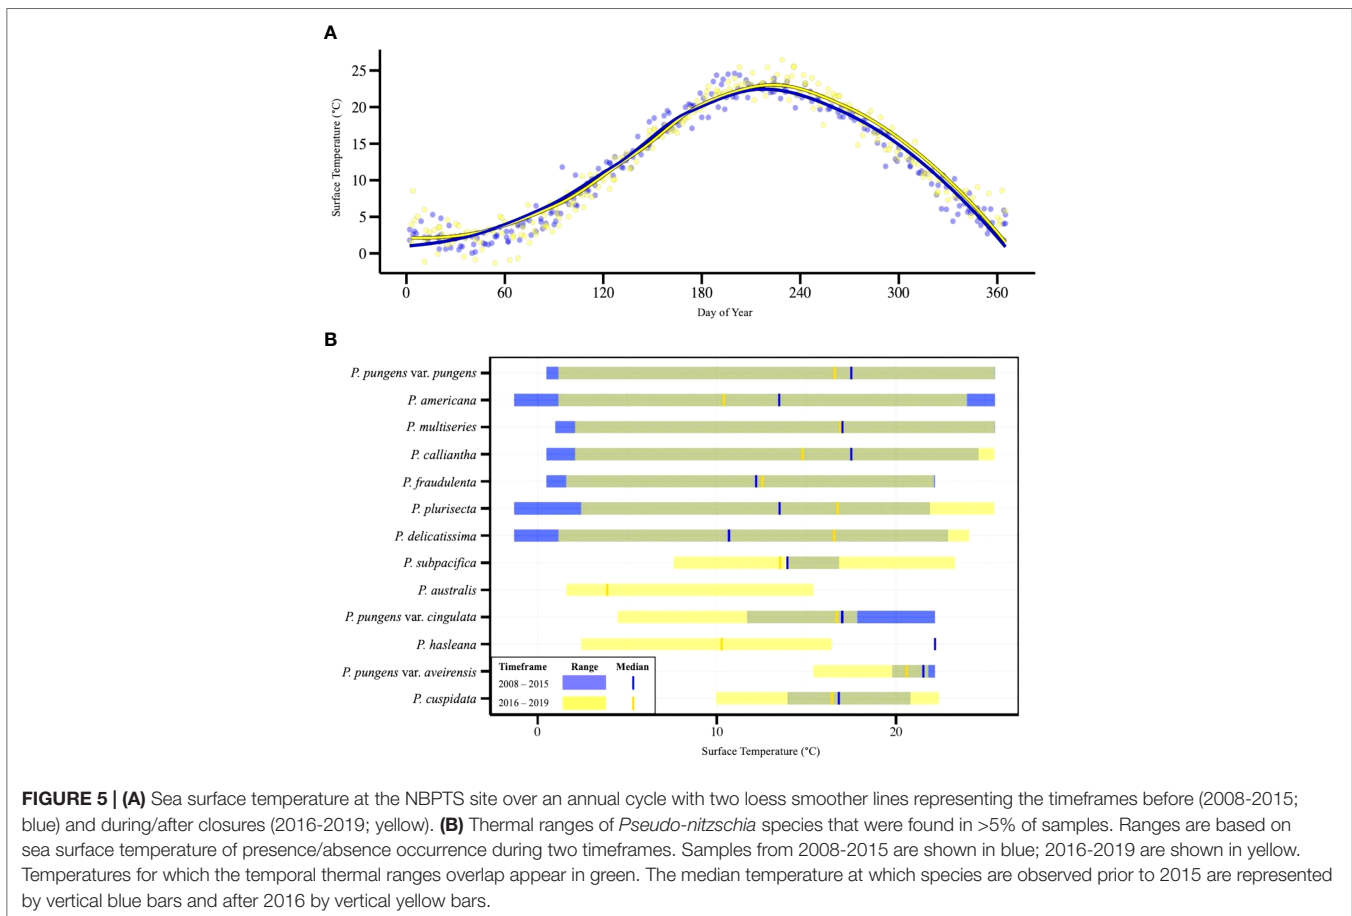 A
25
20
15
10
5
0
Surface Temperature (°C)
0 60 120 180 240 300 360
Day of Year
B
P. pungens var. pungens
P. americana
P. multiseries
P. calliantha
P. fraudulenta
P. plurisecta
P. delicatissima
P. subpacifica
P. australis
P. pungens var. cingulata
P. hasleana
P. pungens var. aveirensis
P. cuspidata
Timeframe Range Median
2008 – 2015
2016 – 2019
0 10 20
Surface Temperature (°C)
FIGURE 5 | (A) Sea surface temperature at the NBPTS site over an annual cycle with two loess smoother lines representing the timeframes before (2008-2015;
blue) and during/after closures (2016-2019; yellow). (B) Thermal ranges of Pseudo-nitzschia species that were found in >5% of samples. Ranges are based on
sea surface temperature of presence/absence occurrence during two timeframes. Samples from 2008-2015 are shown in blue; 2016-2019 are shown in yellow.
Temperatures for which the temporal thermal ranges overlap appear in green. The median temperature at which species are observed prior to 2015 are represented
by vertical blue bars and after 2016 by vertical yellow bars.